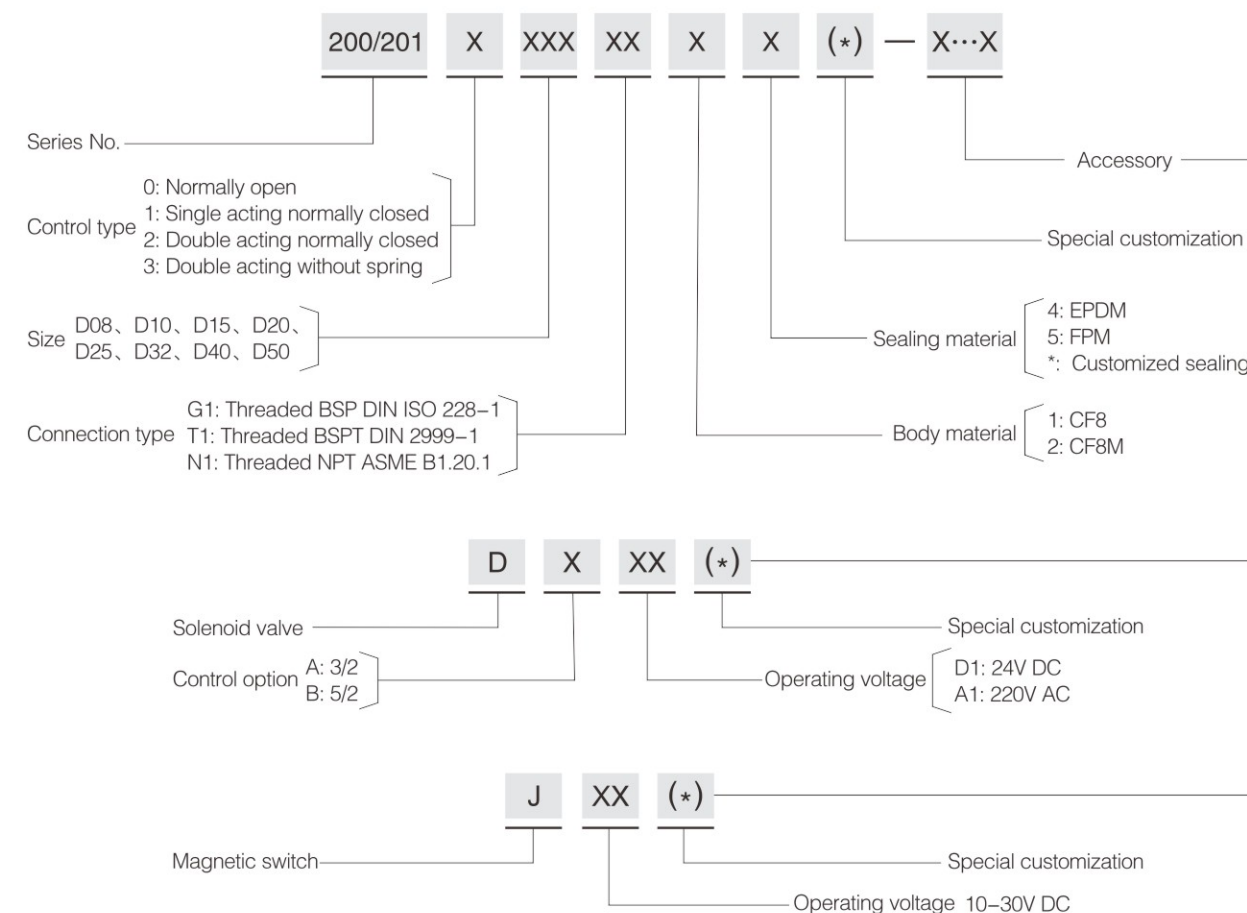 200/201 X XXX XX X X (*) — X···X
Series No.
Accessory
0: Normally open
Control type 1: Single acting normally closed
2: Double acting normally closed
3: Double acting without spring
Special customization
Size D08、D10、D15、D20、
D25、D32、D40、D50
4: EPDM
Sealing material 5: FPM
*: Customized sealing
G1: Threaded BSP DIN ISO 228–1
Connection type T1: Threaded BSPT DIN 2999–1
N1: Threaded NPT ASME B1.20.1
Body material 1: CF8
2: CF8M
D X XX (*)
Solenoid valve
Special customization
Control option A: 3/2
B: 5/2
Operating voltage D1: 24V DC
A1: 220V AC
J XX (*)
Magnetic switch
Special customization
Operating voltage 10–30V DC